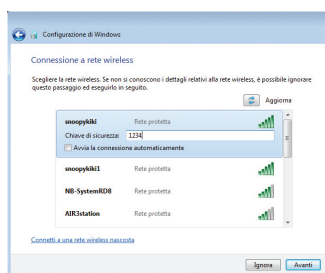 Configurazione di Windows
Connessione a rete wireless
Scegliere la rete wireless. Se non si conoscono i dettagli relativi alla rete wireless, è possibile ignorare
questo passaggio ed eseguirlo in seguito.
Aggiorna
snoopykiki Rete protetta
Chiave di sicurezza: 1234
Avvia la connessione automaticamente
snoopykiki1 Rete protetta
NB-SystemRD8 Rete protetta
AIR3station Rete protetta
Connetti a una rete wireless nascosta
Ignora Avanti